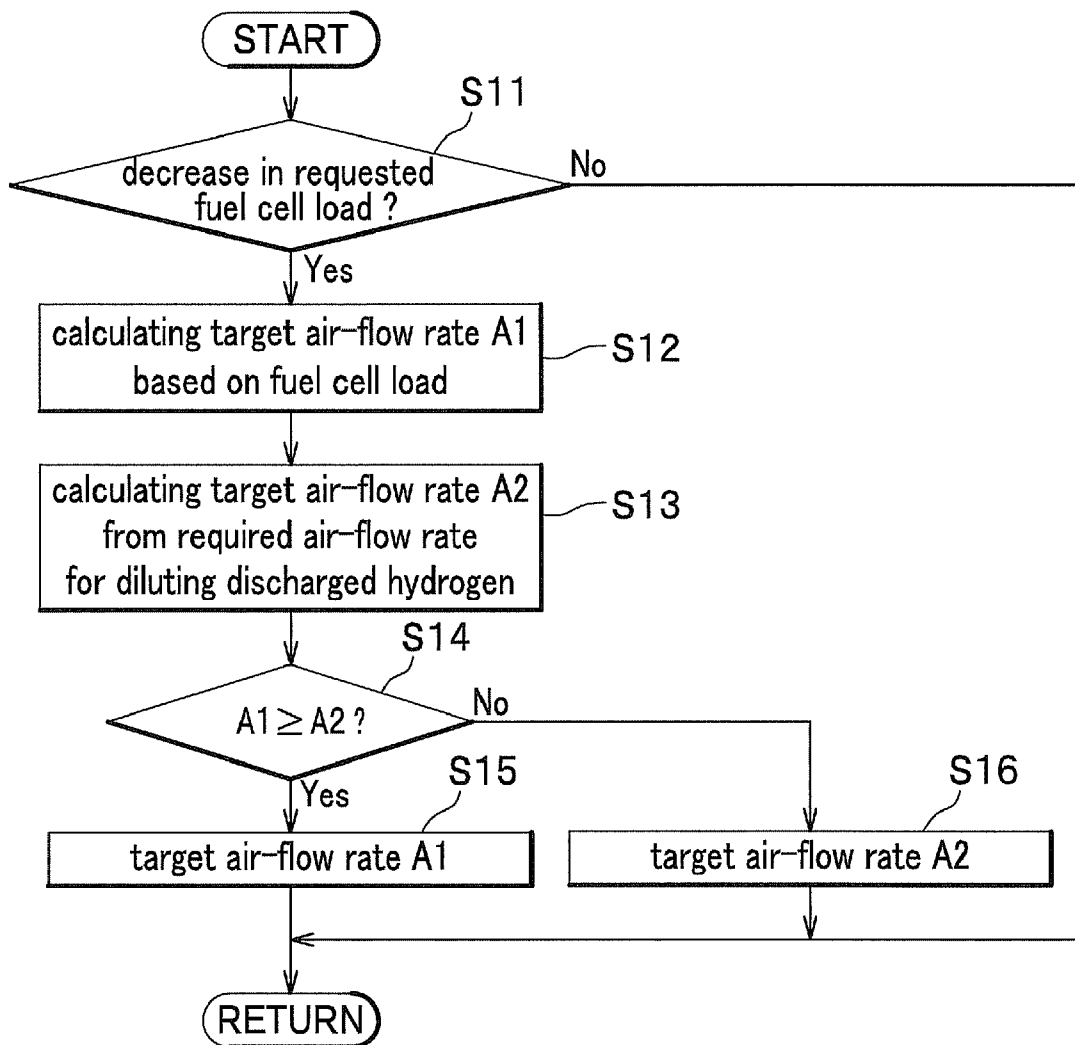 START
S11
decrease in requested
fuel cell load ?
No
Yes
calculating target air-flow rate A1
based on fuel cell load
S12
calculating target air-flow rate A2
from required air-flow rate
for diluting discharged hydrogen
S13
S14
A1 ≥ A2 ?
No
Yes
S15
target air-flow rate A1
S16
target air-flow rate A2
RETURN